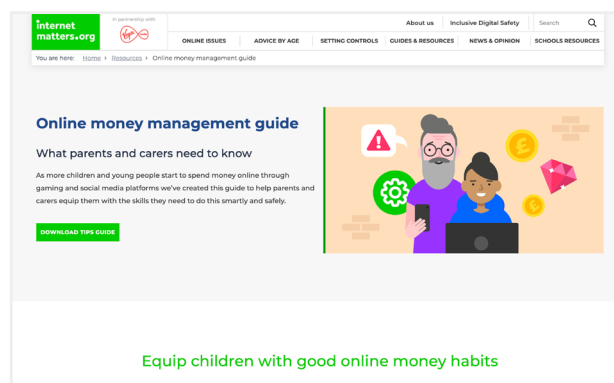 internet
matters.org
In partnership with
Virgin
About us
Inclusive Digital Safety
Search
ONLINE ISSUES
ADVICE BY AGE
SETTING CONTROLS
GUIDES & RESOURCES
NEWS & OPINION
SCHOOLS RESOURCES
You are here: Home › Resources › Online money management guide
Online money management guide
What parents and carers need to know
As more children and young people start to spend money online through
gaming and social media platforms we've created this guide to help parents and
carers equip them with the skills they need to do this smartly and safely.
DOWNLOAD TIPS GUIDE
£
£
Equip children with good online money habits